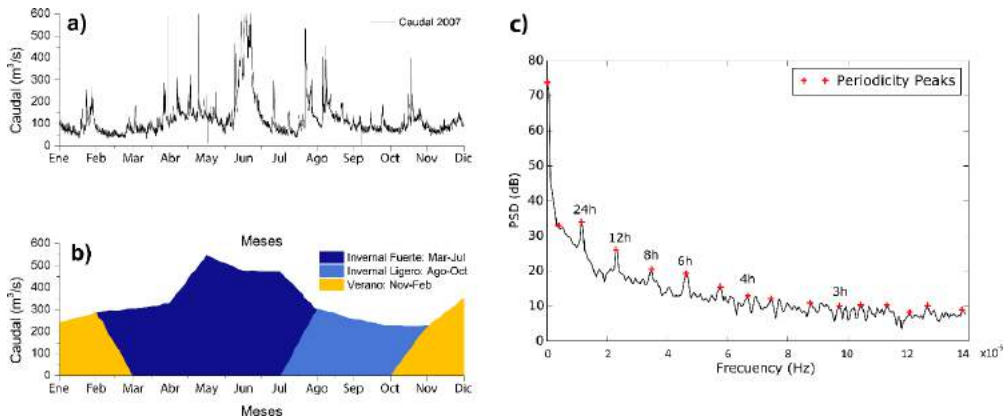 a)
Caudal 2007
Caudal (m³/s)
600
500
400
300
200
100
0
Ene Feb Mar Abr May Jun Jul Ago Sep Oct Nov Dic
Meses
b)
Invernal Fuerte: Mar-Jul
Invernal Ligero: Ago-Oct
Verano: Nov-Feb
Caudal (m³/s)
600
500
400
300
200
100
0
Ene Feb Mar Abr May Jun Jul Ago Sep Oct Nov Dic
Meses
c)
Periodicity Peaks
PSD (dB)
80
70
60
50
40
30
20
10
0
24h
12h
8h
6h
4h
3h
0 2 4 6 8 10 12 14 x10⁻⁵
Frecuency (Hz)